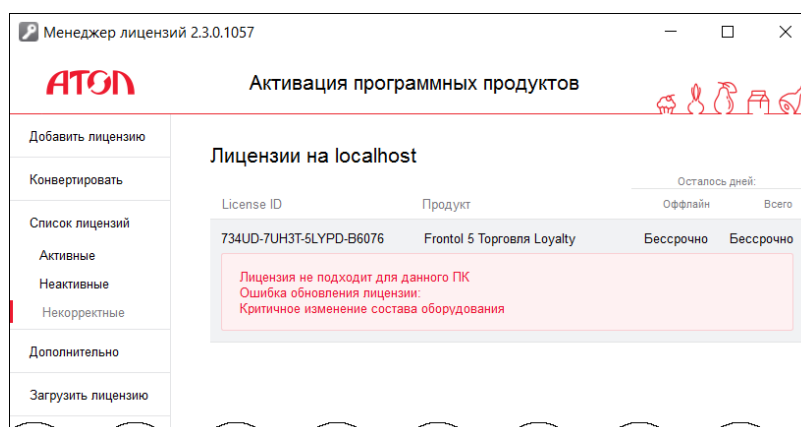 Менеджер лицензий 2.3.0.1057
АТОЛ
Активация программных продуктов
Добавить лицензию
Конвертировать
Список лицензий
Активные
Неактивные
Некорректные
Дополнительно
Загрузить лицензию
Лицензии на localhost
Осталось дней:
License ID Продукт Оффлайн Всего
734UD-7UH3T-5LYPD-B6076 Frontol 5 Торговля Loyalty Бессрочно Бессрочно
Лицензия не подходит для данного ПК
Ошибка обновления лицензии:
Критичное изменение состава оборудования